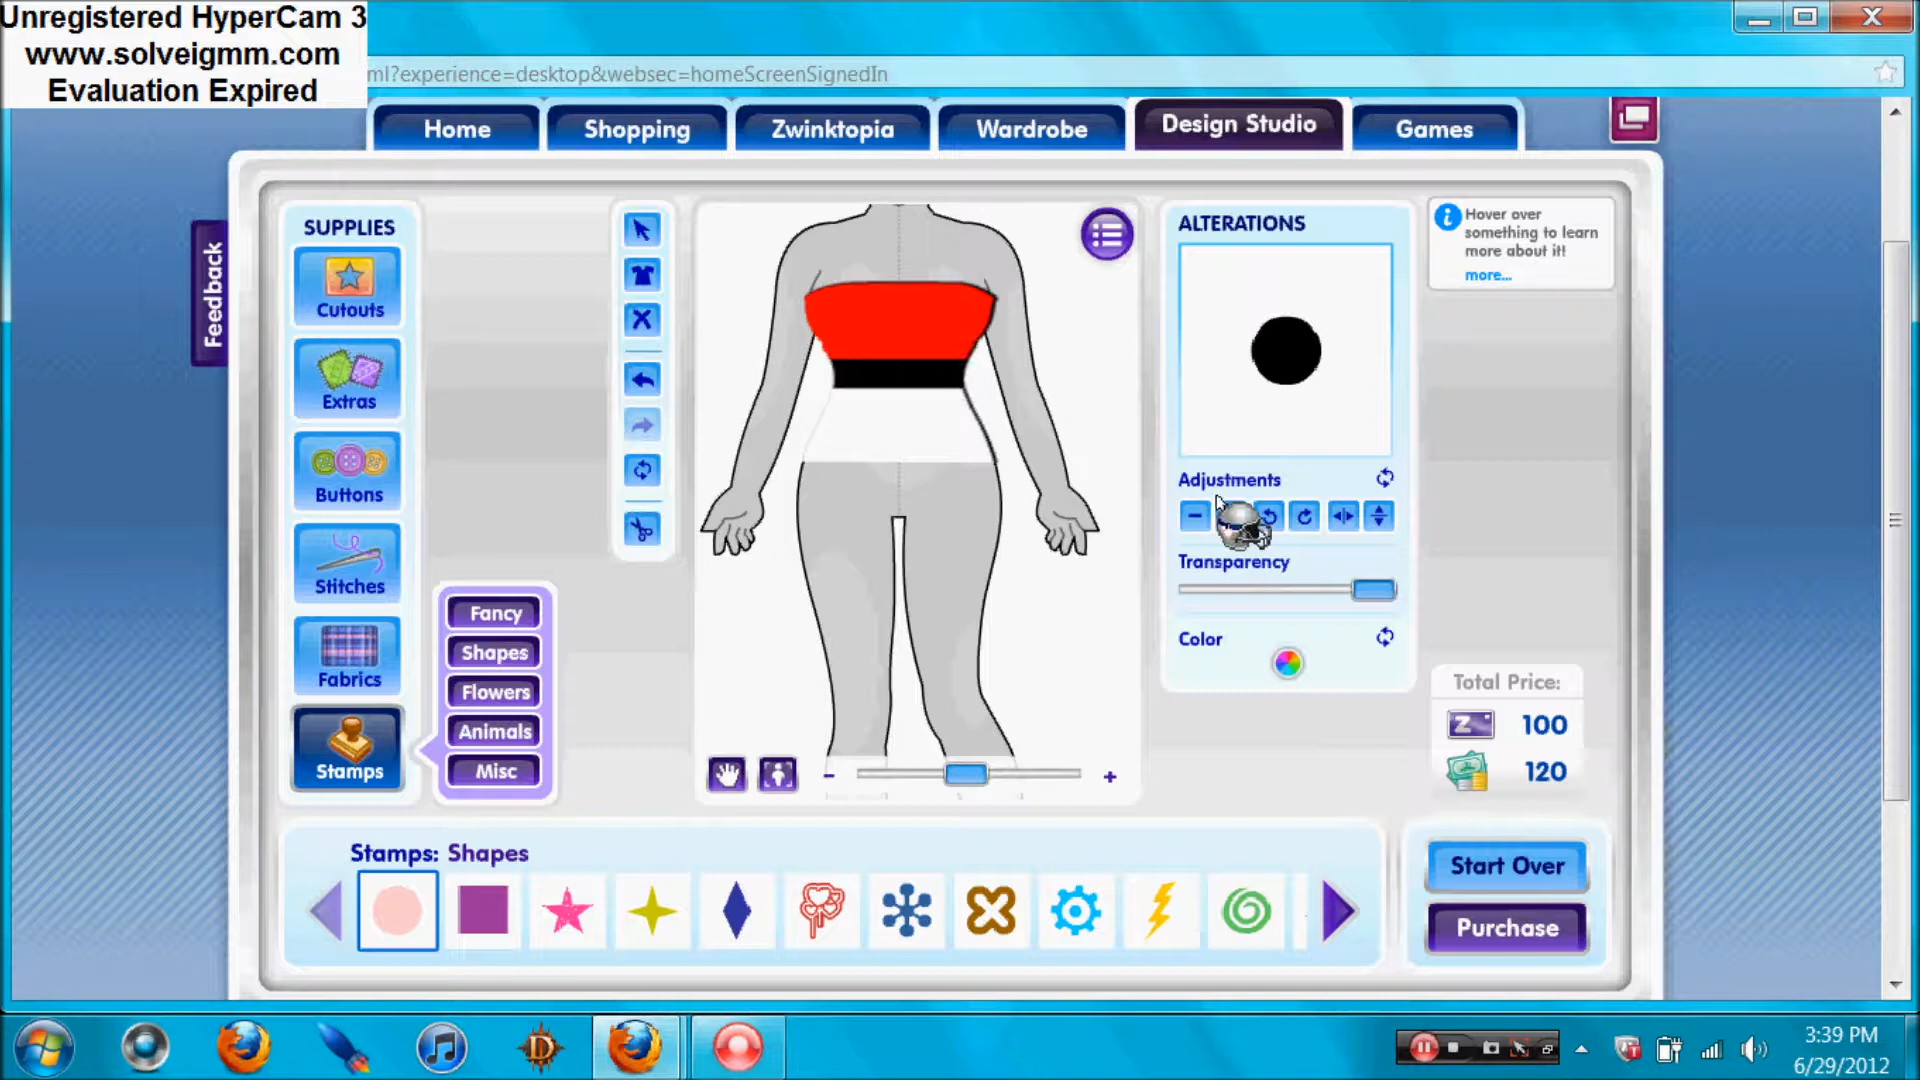 Unregistered HyperCam 3
www.solveigmm.com
Evaluation Expired
ml?experience=desktop&websec=homeScreenSignedIn
Home
Shopping
Zwinktopia
Wardrobe
Design Studio
Games
Feedback
SUPPLIES
Cutouts
Extras
Buttons
Stitches
Fabrics
Stamps
Fancy
Shapes
Flowers
Animals
Misc
ALTERATIONS
Adjustments
Transparency
Color
Hover over
something to learn
more about it!
more...
Total Price:
Z 100
120
Stamps: Shapes
Start Over
Purchase
3:39 PM
6/29/2012